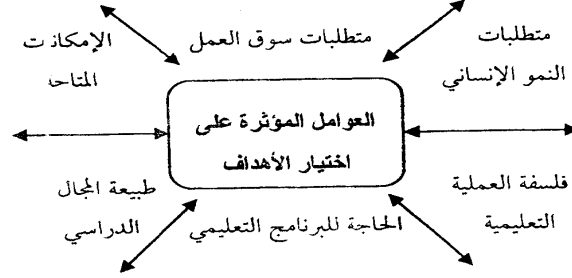 متطلبات
النمو الإنساني
متطلبات سوق العمل
الإمكانات
المتاحة
العوامل المؤثرة على
اختيار الأهداف
فلسفة العملية
التعليمية
الحاجة للبرنامج التعليمي
طبيعة المجال
الدراسي